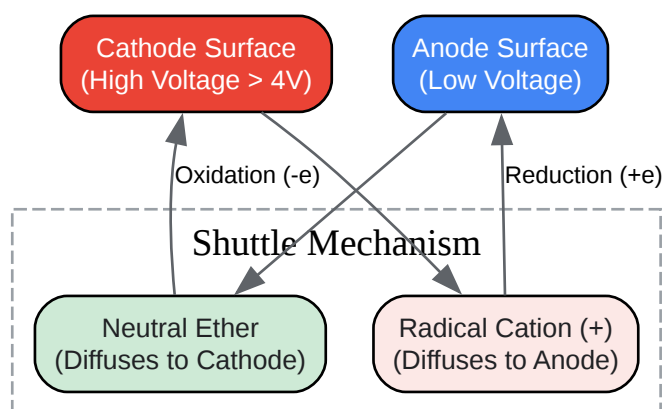 Cathode Surface
(High Voltage > 4V)
Anode Surface
(Low Voltage)
Oxidation (-e)
Reduction (+e)
Shuttle Mechanism
Neutral Ether
(Diffuses to Cathode)
Radical Cation (+)
(Diffuses to Anode)